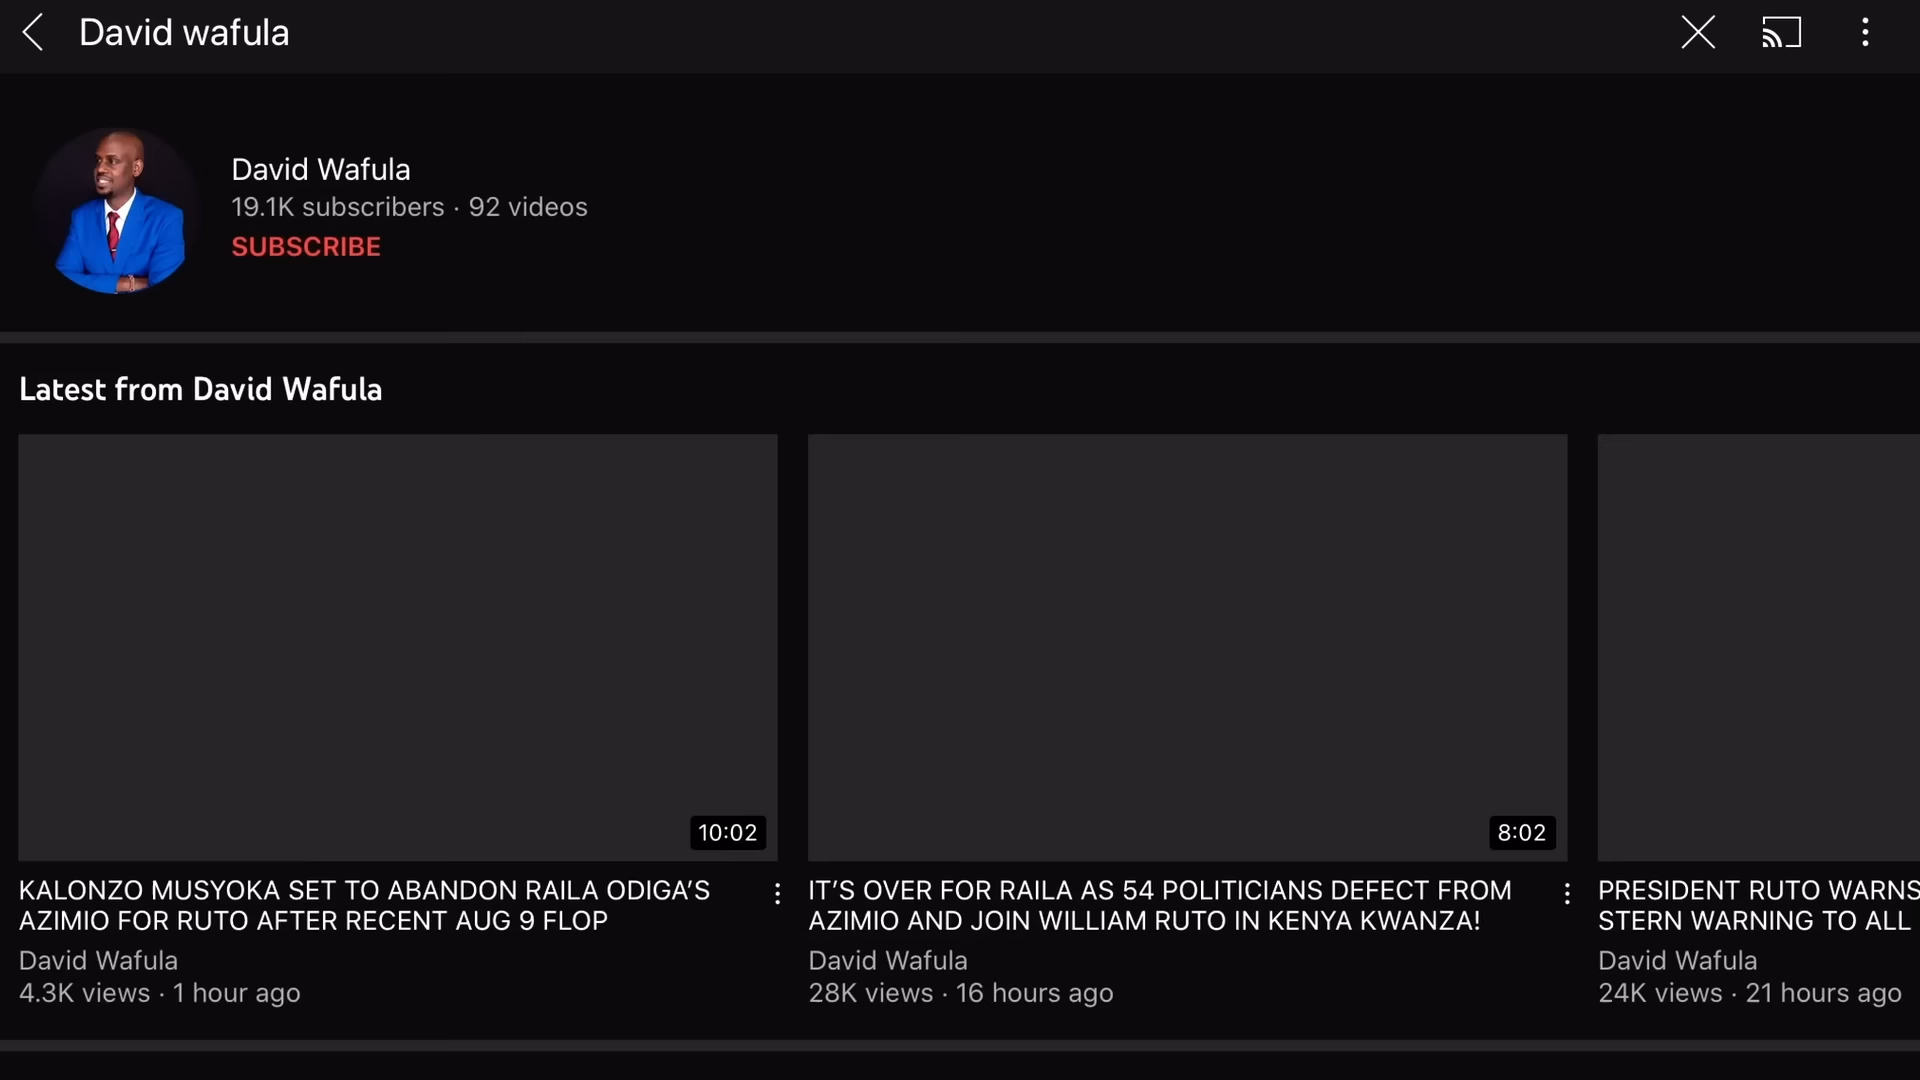 David wafula
David Wafula
19.1K subscribers · 92 videos
SUBSCRIBE
Latest from David Wafula
10:02
8:02
KALONZO MUSYOKA SET TO ABANDON RAILA ODIGA’S
AZIMIO FOR RUTO AFTER RECENT AUG 9 FLOP
David Wafula
4.3K views · 1 hour ago
IT’S OVER FOR RAILA AS 54 POLITICIANS DEFECT FROM
AZIMIO AND JOIN WILLIAM RUTO IN KENYA KWANZA!
David Wafula
28K views · 16 hours ago
PRESIDENT RUTO WARNS
STERN WARNING TO ALL
David Wafula
24K views · 21 hours ago